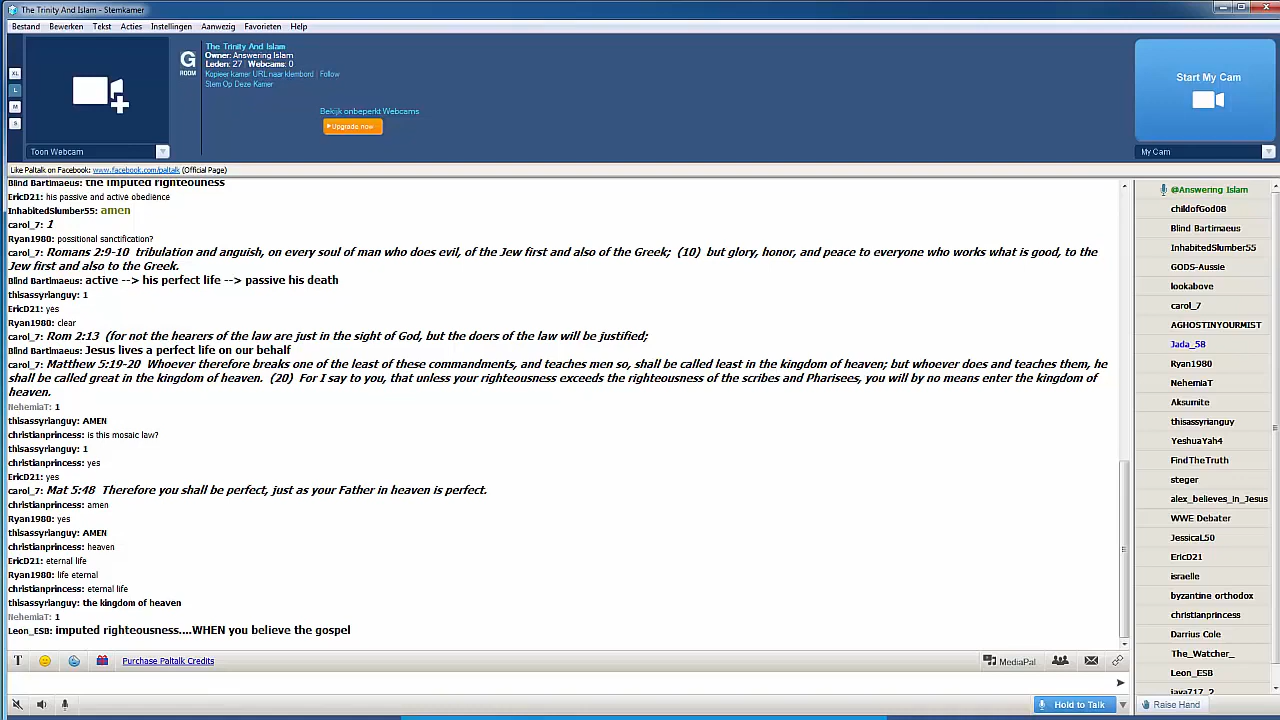 The Trinity And Islam - Stemkamer
Bestand Bewerken Tekst Acties Instellingen Aanwezig Favorieten Help
XL
L
M
S
Toon Webcam
G
ROOM
The Trinity And Islam
Owner: Answering Islam
Leden: 27 | Webcams: 0
Kopieer kamer URL naar klembord | Follow
Stem Op Deze Kamer
Bekijk onbeperkt Webcams
Upgrade now
Start My Cam
My Cam
Like Paltalk on Facebook: www.facebook.com/paltalk (Official Page)
Blind Bartimaeus: the imputed righteouness
EricD21: his passive and active obedience
InhabitedSlumber55: amen
carol_7: 1
Ryan1980: possitional sanctification?
carol_7: Romans 2:9-10 tribulation and anguish, on every soul of man who does evil, of the Jew first and also of the Greek; (10) but glory, honor, and peace to everyone who works what is good, to the
Jew first and also to the Greek.
Blind Bartimaeus: active --> his perfect life --> passive his death
thisassyrianguy: 1
EricD21: yes
Ryan1980: clear
carol_7: Rom 2:13 (for not the hearers of the law are just in the sight of God, but the doers of the law will be justified;
Blind Bartimaeus: Jesus lives a perfect life on our behalf
carol_7: Matthew 5:19-20 Whoever therefore breaks one of the least of these commandments, and teaches men so, shall be called least in the kingdom of heaven; but whoever does and teaches them, he
shall be called great in the kingdom of heaven. (20) For I say to you, that unless your righteousness exceeds the righteousness of the scribes and Pharisees, you will by no means enter the kingdom of
heaven.
NehemiaT: 1
thisassyrianguy: AMEN
christianprincess: is this mosaic law?
thisassyrianguy: 1
christianprincess: yes
EricD21: yes
carol_7: Mat 5:48 Therefore you shall be perfect, just as your Father in heaven is perfect.
christianprincess: amen
Ryan1980: yes
thisassyrianguy: AMEN
christianprincess: heaven
EricD21: eternal life
Ryan1980: life eternal
christianprincess: eternal life
thisassyrianguy: the kingdom of heaven
NehemiaT: 1
Leon_ESB: imputed righteousness....WHEN you believe the gospel
T
Purchase Paltalk Credits
MediaPal
Hold to Talk
@Answering Islam
childofGod08
Blind Bartimaeus
InhabitedSlumber55
GODS-Aussie
lookabove
carol_7
AGHOSTINYOURMIST
Jada_58
Ryan1980
NehemiaT
Aksumite
thisassyrianguy
YeshuaYah4
FindTheTruth
steger
alex_believes_in_Jesus
WWE Debater
JessicaL50
EricD21
israelle
byzantine orthodox
christianprincess
Darrius Cole
The_Watcher_
Leon_ESB
Raise Hand